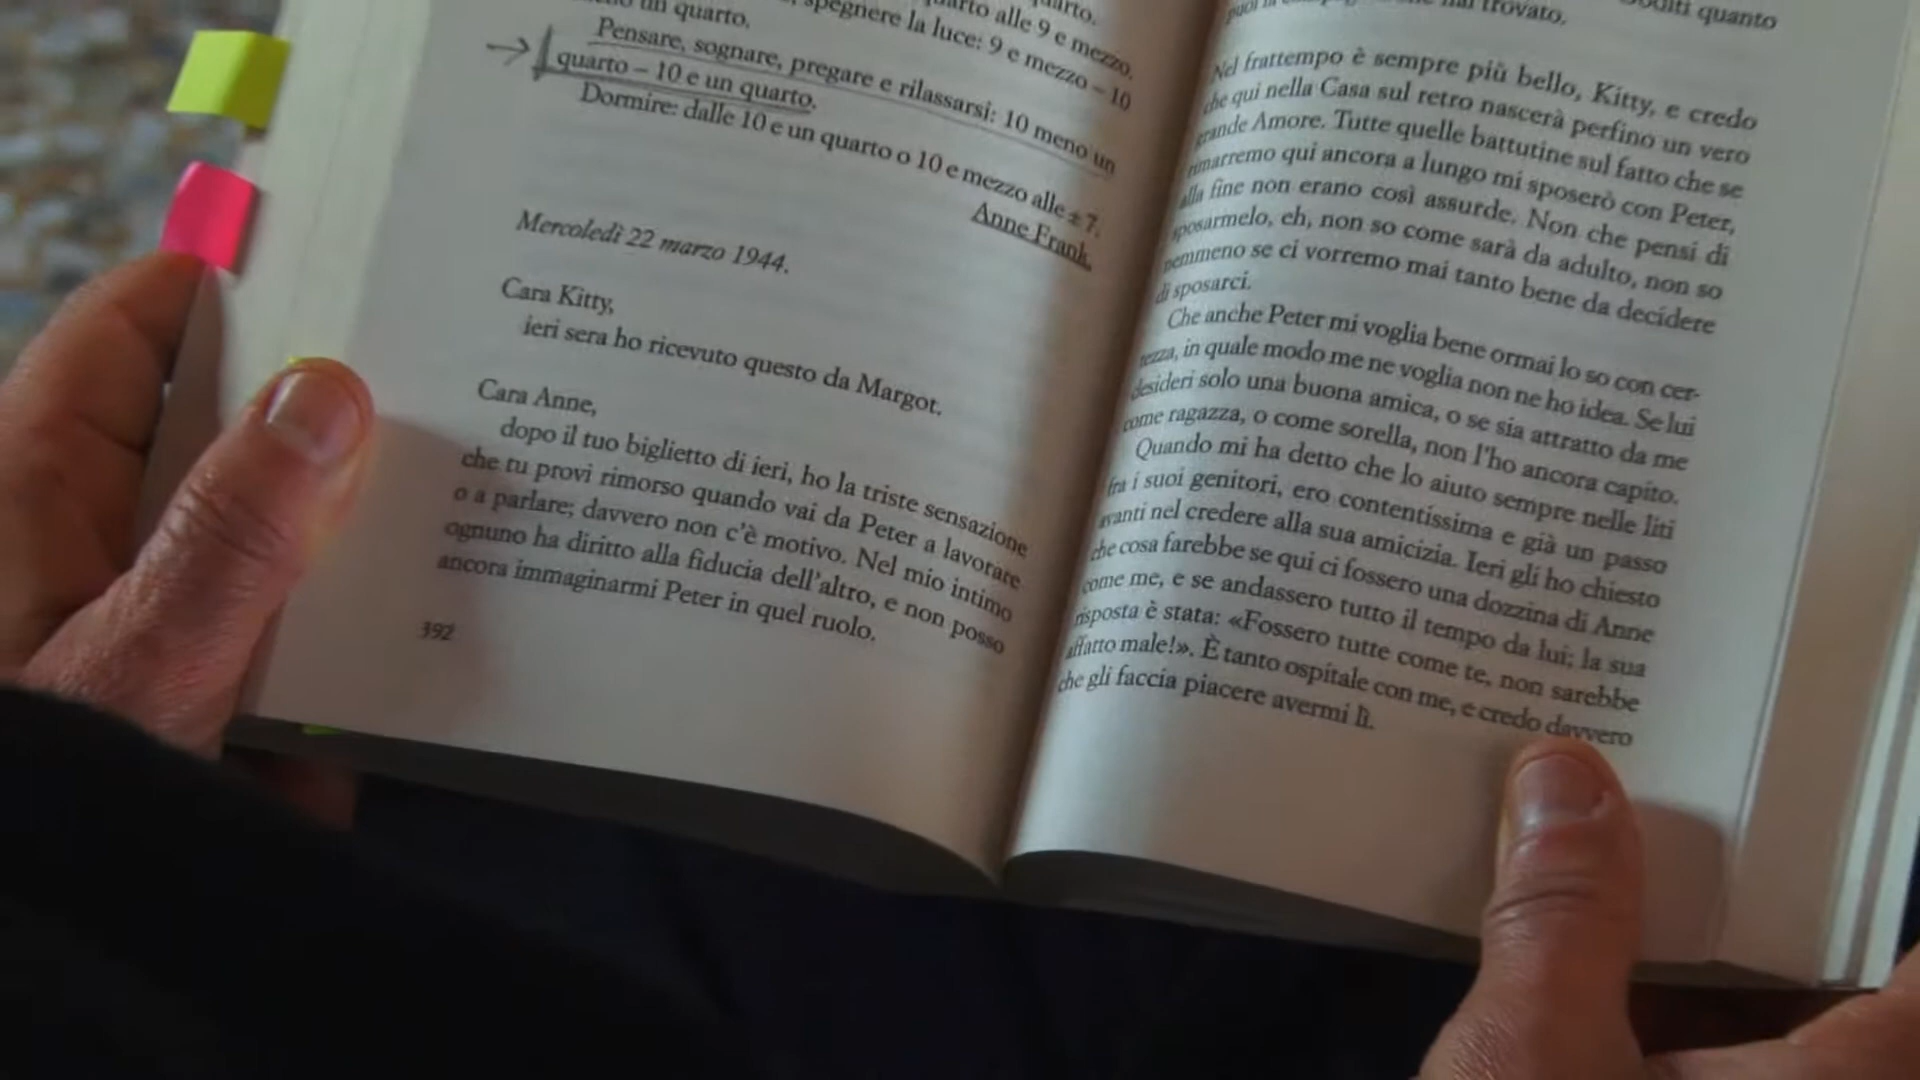 un quarto.
spegnere la luce: 9 e mezzo – 10
alle 9 e mezzo.
quarto.
Pensare, sognare, pregare e rilassarsi: 10 meno un
quarto – 10 e un quarto.
Dormire: dalle 10 e un quarto o 10 e mezzo alle ± 7.
Anne Frank.
Mercoledì 22 marzo 1944.
Cara Kitty,
ieri sera ho ricevuto questo da Margot.
Cara Anne,
dopo il tuo biglietto di ieri, ho la triste sensazione
che tu provi rimorso quando vai da Peter a lavorare
o a parlare; davvero non c'è motivo. Nel mio intimo
ognuno ha diritto alla fiducia dell'altro, e non posso
ancora immaginarmi Peter in quel ruolo.
392
quanto
trovato.
Nel frattempo è sempre più bello, Kitty, e credo
che qui nella Casa sul retro nascerà perfino un vero
grande Amore. Tutte quelle battutine sul fatto che se
rimarremo qui ancora a lungo mi sposerò con Peter,
alla fine non erano così assurde. Non che pensi di
sposarmelo, eh, non so come sarà da adulto, non so
nemmeno se ci vorremo mai tanto bene da decidere
di sposarci.
Che anche Peter mi voglia bene ormai lo so con cer-
tezza, in quale modo me ne voglia non ne ho idea. Se lui
desideri solo una buona amica, o se sia attratto da me
come ragazza, o come sorella, non l'ho ancora capito.
Quando mi ha detto che lo aiuto sempre nelle liti
fra i suoi genitori, ero contentissima e già un passo
avanti nel credere alla sua amicizia. Ieri gli ho chiesto
che cosa farebbe se qui ci fossero una dozzina di Anne
come me, e se andassero tutto il tempo da lui; la sua
risposta è stata: «Fossero tutte come te, non sarebbe
affatto male!». È tanto ospitale con me, e credo davvero
che gli faccia piacere avermi lì.